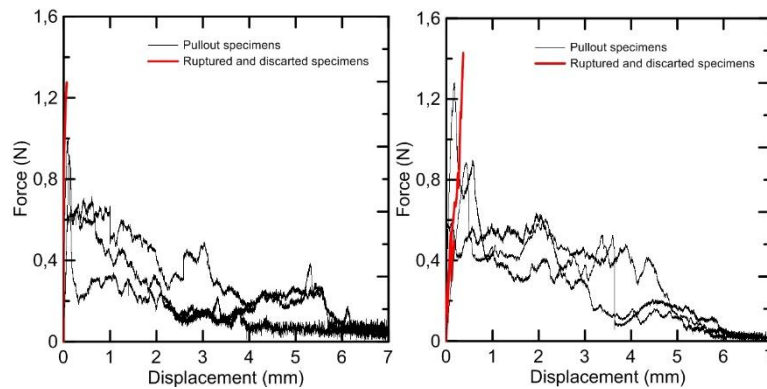 1,6
1,2
0,8
0,4
0
Force (N)
Pullout specimens
Ruptured and discarted specimens
0 1 2 3 4 5 6 7
Displacement (mm)
1,6
1,2
0,8
0,4
0
Force (N)
Pullout specimens
Ruptured and discarted specimens
0 1 2 3 4 5 6 7
Displacement (mm)